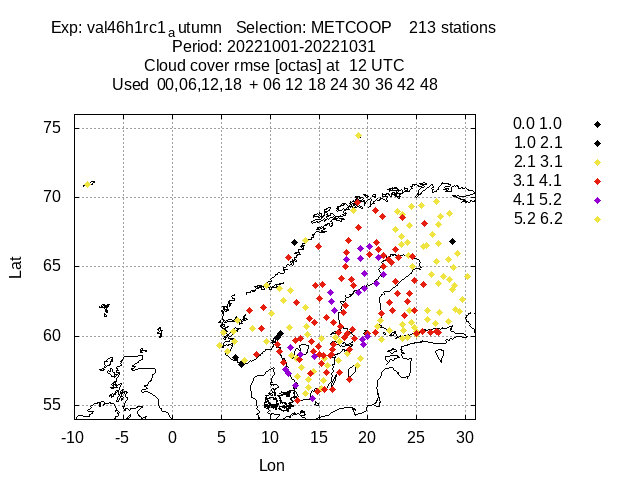 Exp: val46h1rc1autumn Selection: METCOOP 213 stations
Period: 20221001-20221031
Cloud cover rmse [octas] at 12 UTC
Used 00,06,12,18 + 06 12 18 24 30 36 42 48
0.0 1.0
1.0 2.1
2.1 3.1
3.1 4.1
4.1 5.2
5.2 6.2
75
70
65
60
55
Lat
-10 -5 0 5 10 15 20 25 30
Lon